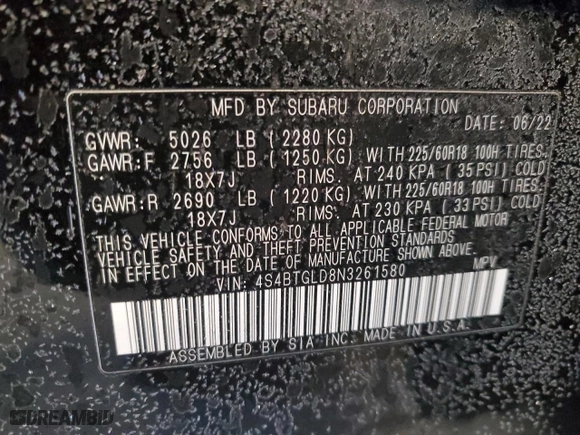 MFD BY SUBARU CORPORATION
DATE: 06/22
GVWR: 5026 LB (2280 KG)
GAWR:F 2756 LB (1250 KG) WITH 225/60R18 100H TIRES,
18X7J RIMS, AT 240 KPA (35 PSI) COLD
GAWR:R 2690 LB (1220 KG) WITH 225/60R18 100H TIRES,
18X7J RIMS, AT 230 KPA (33 PSI) COLD
THIS VEHICLE CONFORMS TO ALL APPLICABLE FEDERAL MOTOR
VEHICLE SAFETY AND THEFT PREVENTION STANDARDS
IN EFFECT ON THE DATE OF MANUFACTURE SHOWN ABOVE.
VIN: 4S4BTGLD8N3261580 MPV
ASSEMBLED BY SIA INC. MADE IN U.S.A.
DREAMBID